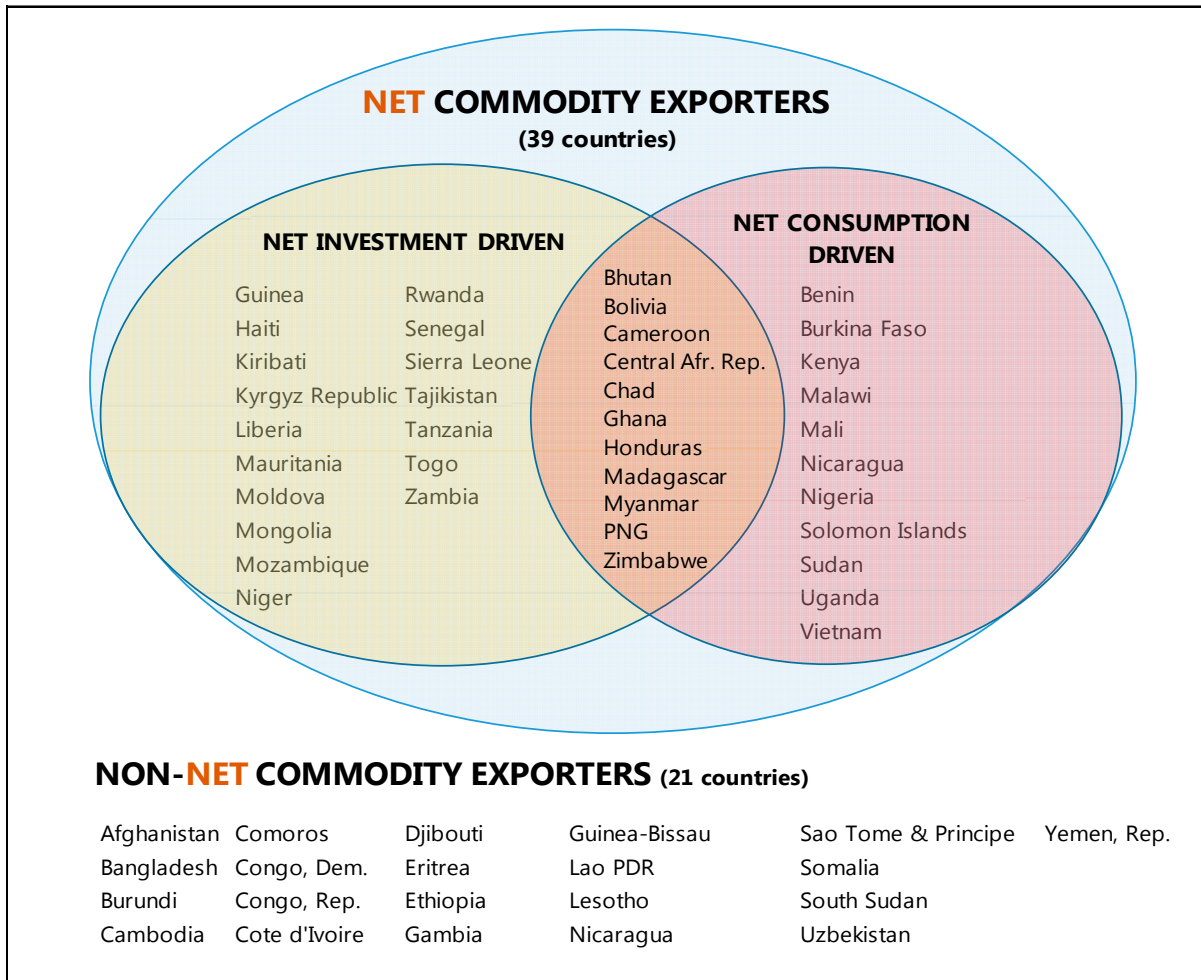 NET COMMODITY EXPORTERS
(39 countries)
NET INVESTMENT DRIVEN
Guinea
Haiti
Kiribati
Kyrgyz Republic
Liberia
Mauritania
Moldova
Mongolia
Mozambique
Niger
Rwanda
Senegal
Sierra Leone
Tajikistan
Tanzania
Togo
Zambia
Bhutan
Bolivia
Cameroon
Central Afr. Rep.
Chad
Ghana
Honduras
Madagascar
Myanmar
PNG
Zimbabwe
NET CONSUMPTION
DRIVEN
Benin
Burkina Faso
Kenya
Malawi
Mali
Nicaragua
Nigeria
Solomon Islands
Sudan
Uganda
Vietnam
NON-NET COMMODITY EXPORTERS (21 countries)
Afghanistan Comoros Djibouti Guinea-Bissau Sao Tome & Principe Yemen, Rep.
Bangladesh Congo, Dem. Eritrea Lao PDR Somalia
Burundi Congo, Rep. Ethiopia Lesotho South Sudan
Cambodia Cote d'Ivoire Gambia Nicaragua Uzbekistan